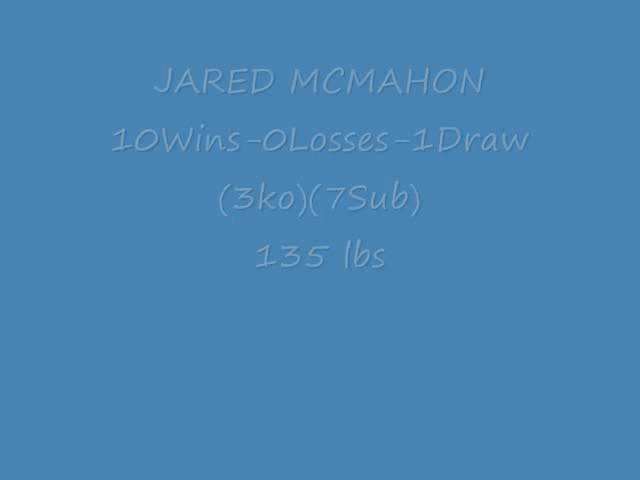 JARED MCMAHON
10Wins-0Losses-1Draw
(3ko)(7Sub)
135 lbs